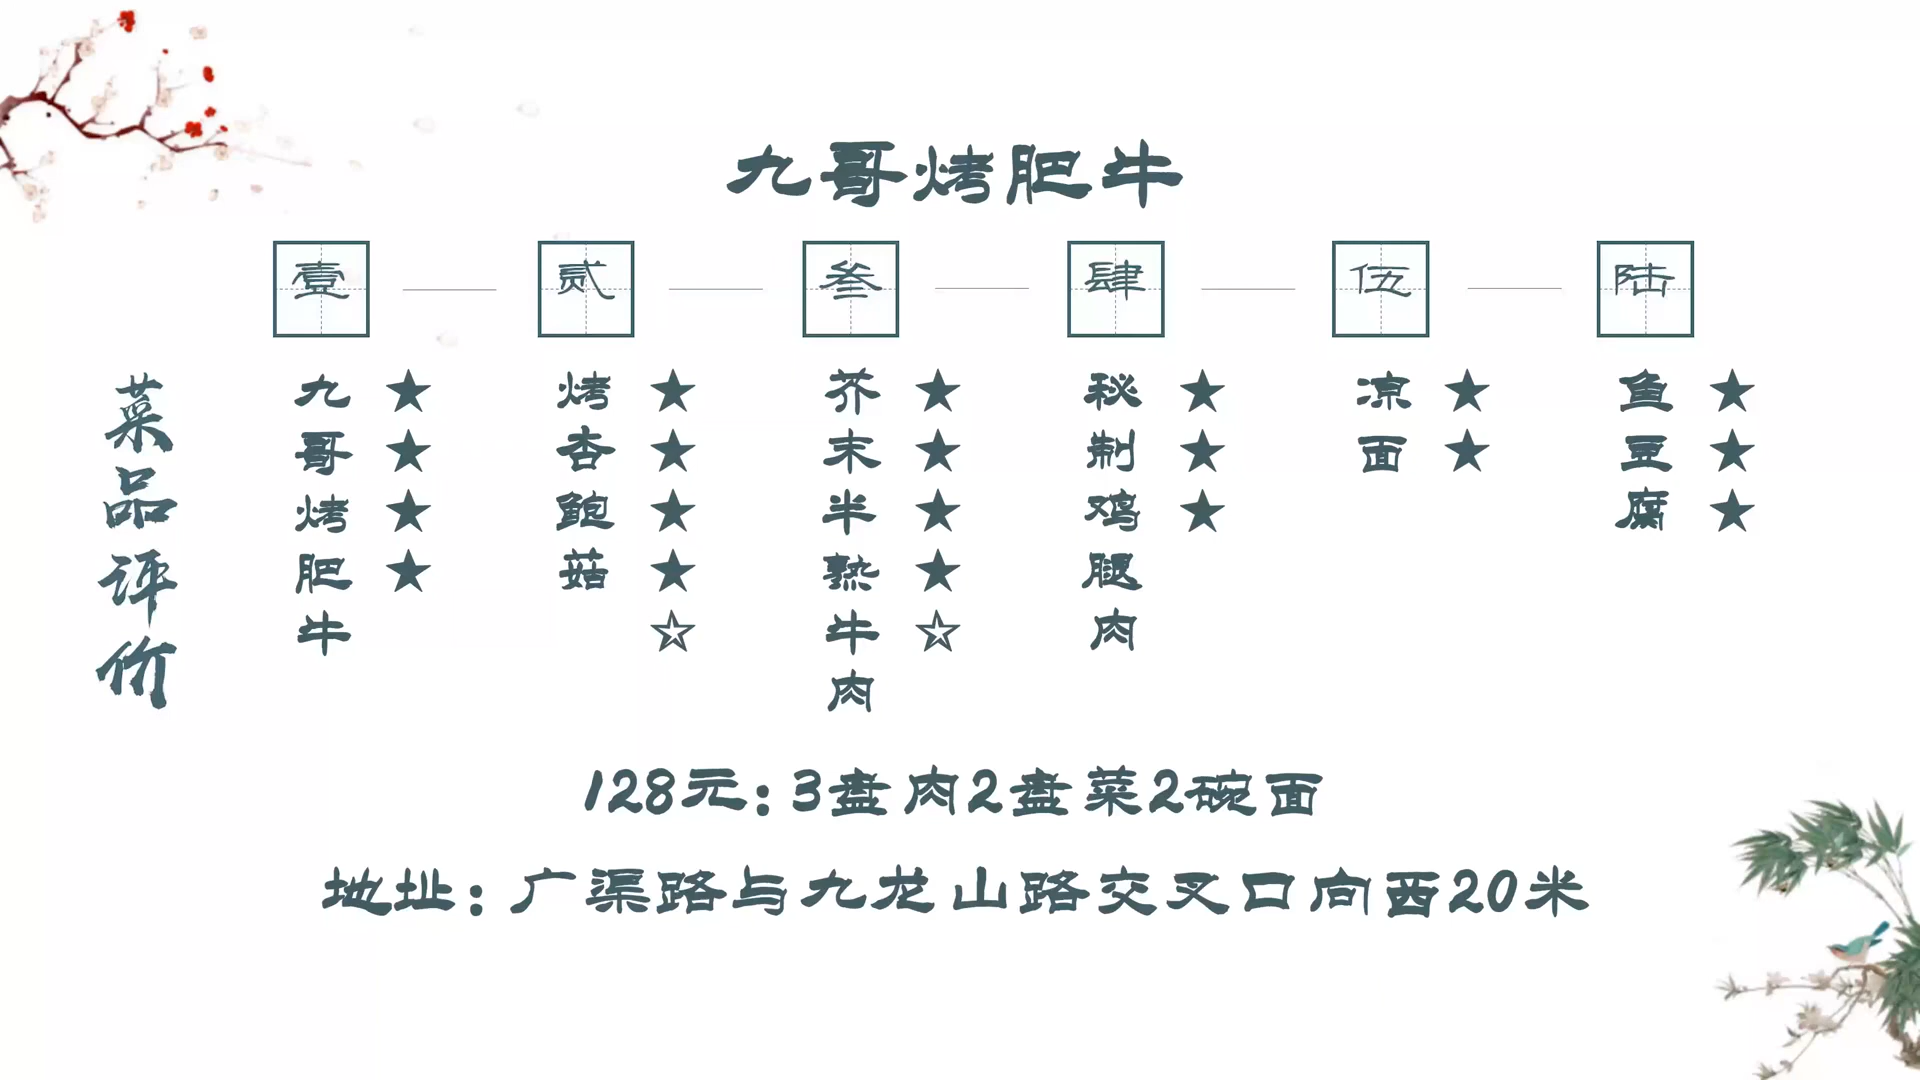 九哥烤肥牛
壹 贰 叁 肆 伍 陆
菜品评价
九哥烤肥牛 ★★★★
烤杏鲍菇 ★★★★☆
芥末半熟牛肉 ★★★★☆
秘制鸡腿肉 ★★★
凉面 ★★
鱼豆腐 ★★★
128元:3盘肉2盘菜2碗面
地址:广渠路与九龙山路交叉口向西20米